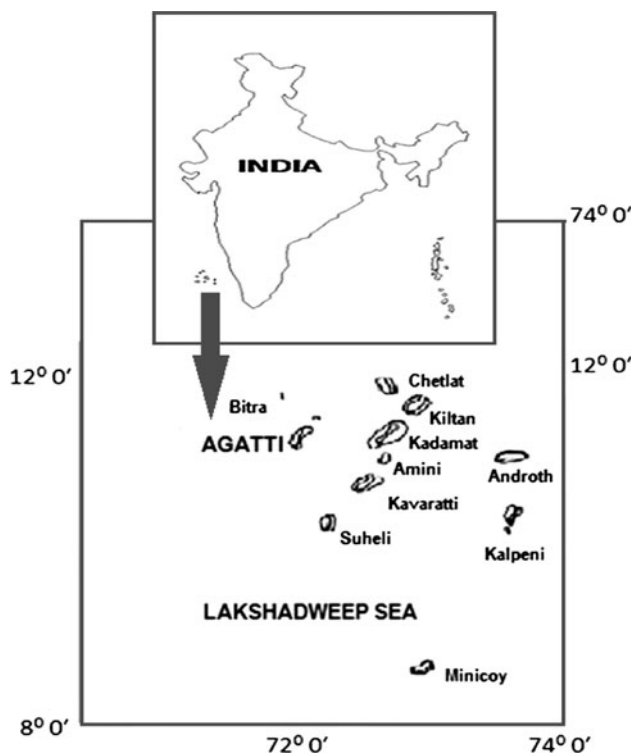 INDIA
74° 0'
12° 0'
12° 0'
Chetlat
Bitra
Kiltan
AGATTI
Kadamat
Amini
Androth
Kavaratti
Suheli
Kalpeni
LAKSHADWEEP SEA
Minicoy
8° 0'
72° 0'
74° 0'